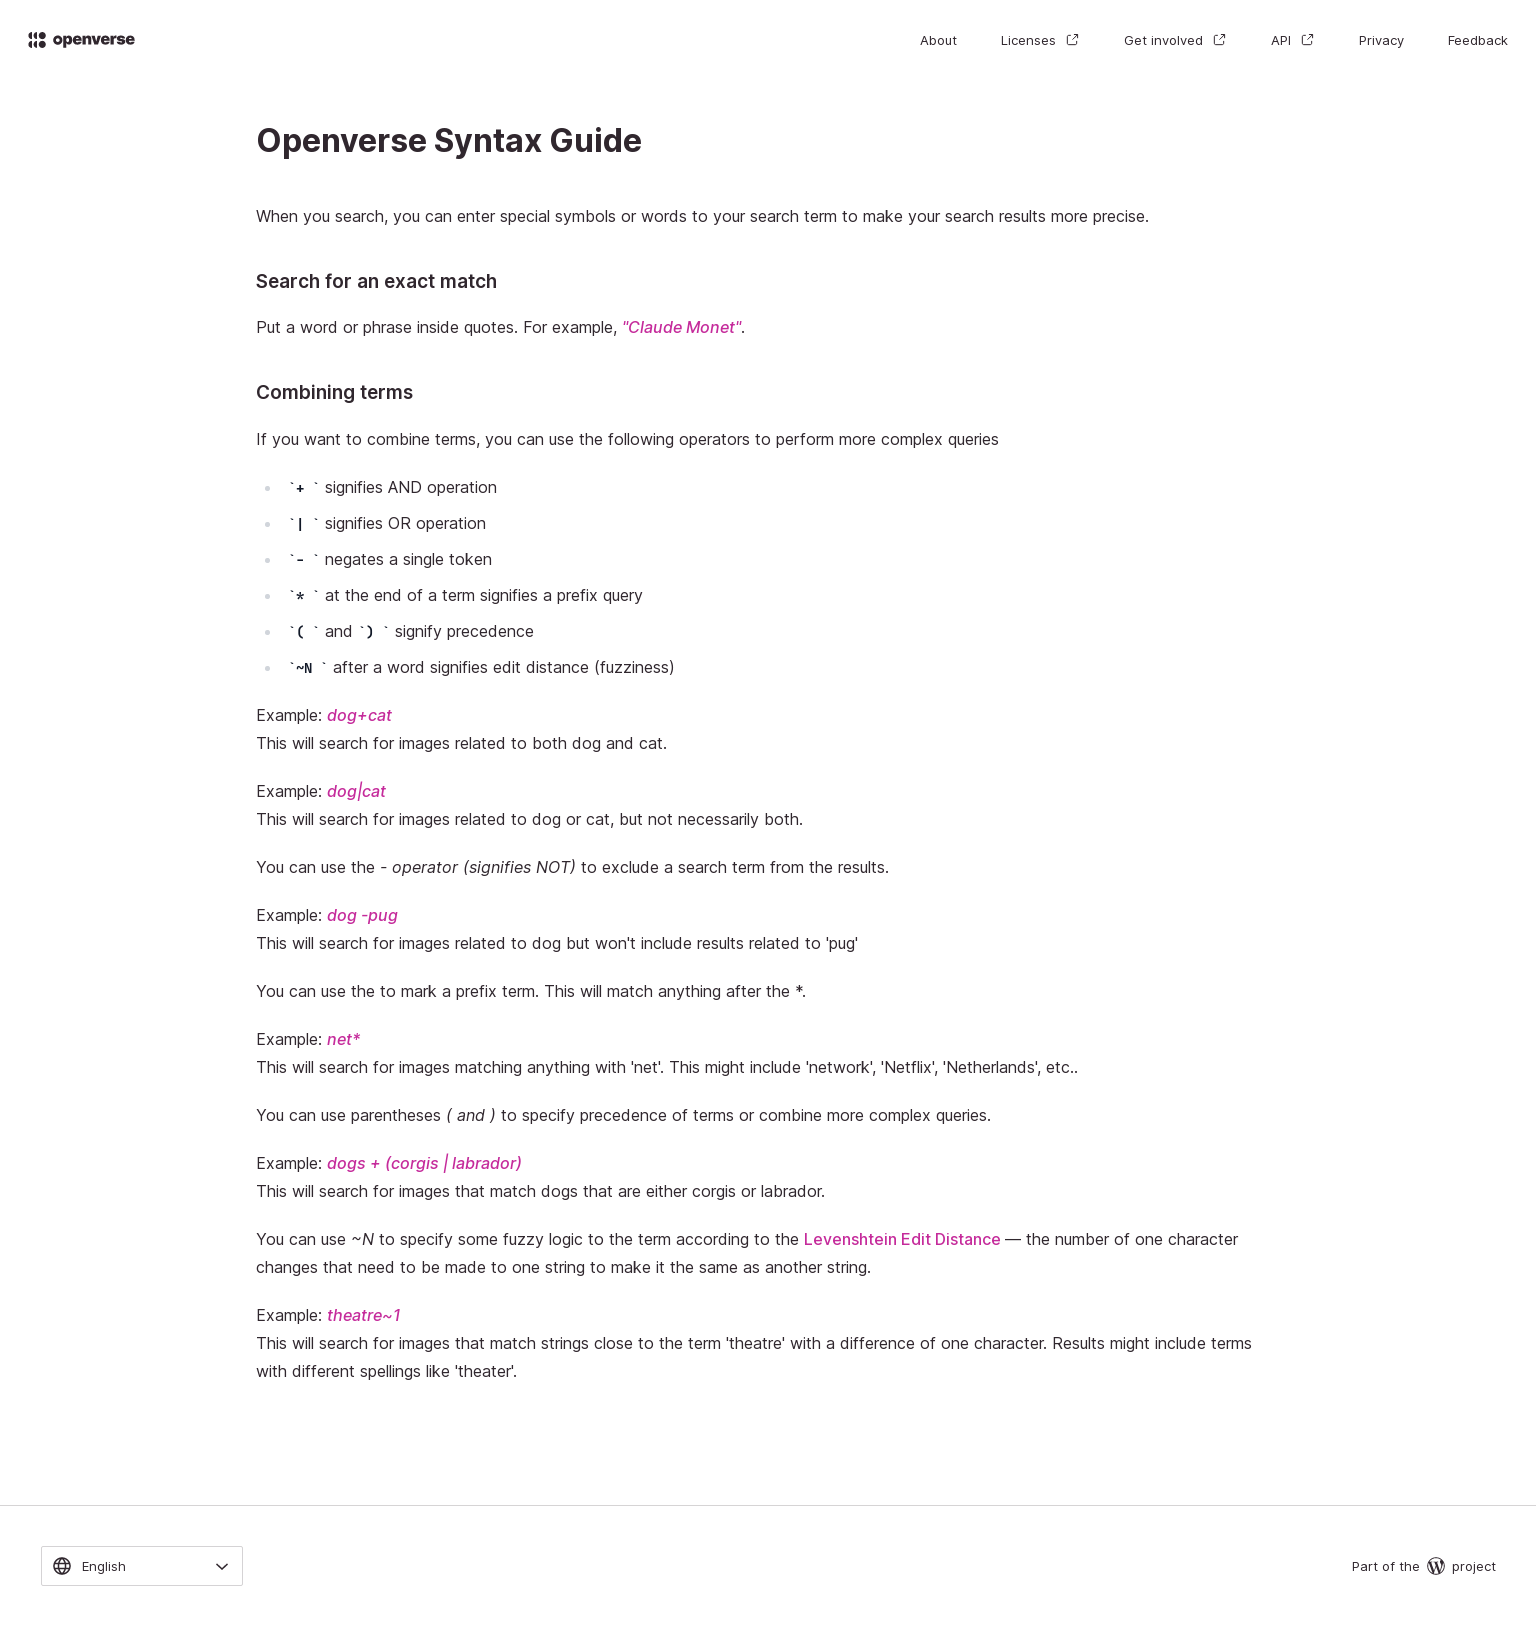 openverse
About Licenses Get involved API Privacy Feedback
Openverse Syntax Guide
When you search, you can enter special symbols or words to your search term to make your search results more precise.
Search for an exact match
Put a word or phrase inside quotes. For example, "Claude Monet".
Combining terms
If you want to combine terms, you can use the following operators to perform more complex queries
`+ ` signifies AND operation
`| ` signifies OR operation
`- ` negates a single token
`* ` at the end of a term signifies a prefix query
`( ` and `) ` signify precedence
`~N ` after a word signifies edit distance (fuzziness)
Example: dog+cat
This will search for images related to both dog and cat.
Example: dog|cat
This will search for images related to dog or cat, but not necessarily both.
You can use the - operator (signifies NOT) to exclude a search term from the results.
Example: dog -pug
This will search for images related to dog but won't include results related to 'pug'
You can use the to mark a prefix term. This will match anything after the *.
Example: net*
This will search for images matching anything with 'net'. This might include 'network', 'Netflix', 'Netherlands', etc..
You can use parentheses ( and ) to specify precedence of terms or combine more complex queries.
Example: dogs + (corgis | labrador)
This will search for images that match dogs that are either corgis or labrador.
You can use ~N to specify some fuzzy logic to the term according to the Levenshtein Edit Distance — the number of one character
changes that need to be made to one string to make it the same as another string.
Example: theatre~1
This will search for images that match strings close to the term 'theatre' with a difference of one character. Results might include terms
with different spellings like 'theater'.
English
Part of the project